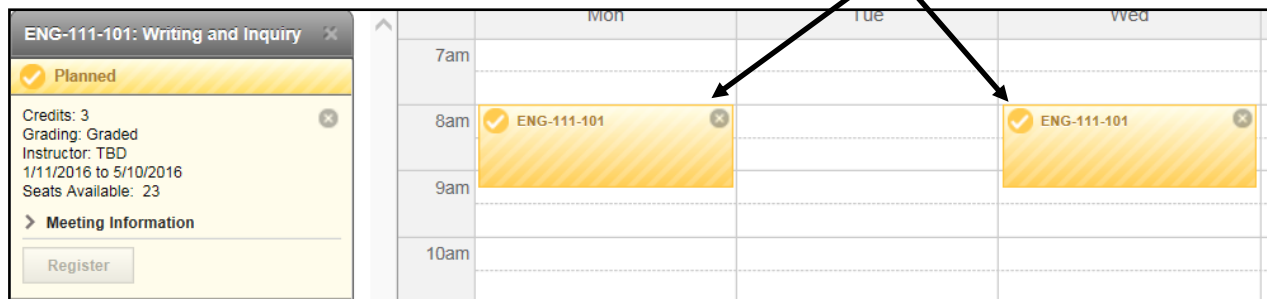 ENG-111-101: Writing and Inquiry
Planned
Credits: 3
Grading: Graded
Instructor: TBD
1/11/2016 to 5/10/2016
Seats Available: 23
Meeting Information
Register
Mon Tue Wed
7am
8am ENG-111-101 ENG-111-101
9am
10am